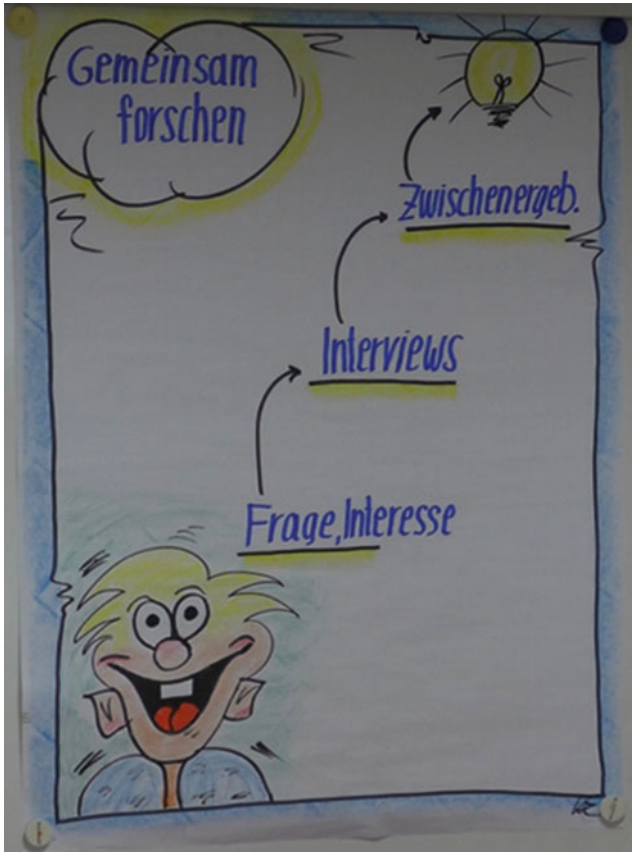 Gemeinsam
forschen
Zwischenergeb.
Interviews
Frage, Interesse